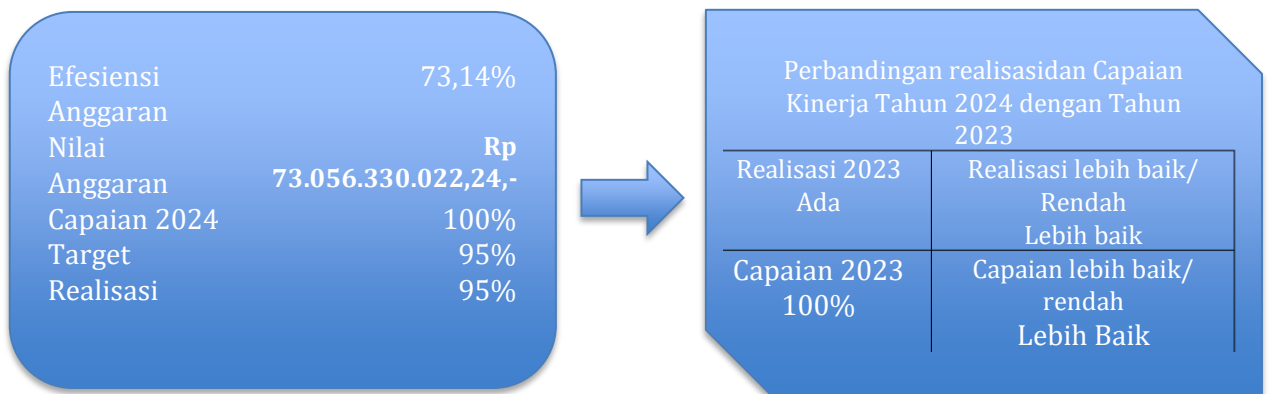 Efesiensi 73,14%
Anggaran
Nilai Rp
Anggaran 73.056.330.022,24,-
Capaian 2024 100%
Target 95%
Realisasi 95%
Perbandingan realisasidan Capaian
Kinerja Tahun 2024 dengan Tahun
2023
Realisasi 2023 Realisasi lebih baik/
Ada Rendah
Lebih baik
Capaian 2023 Capaian lebih baik/
100% rendah
Lebih Baik